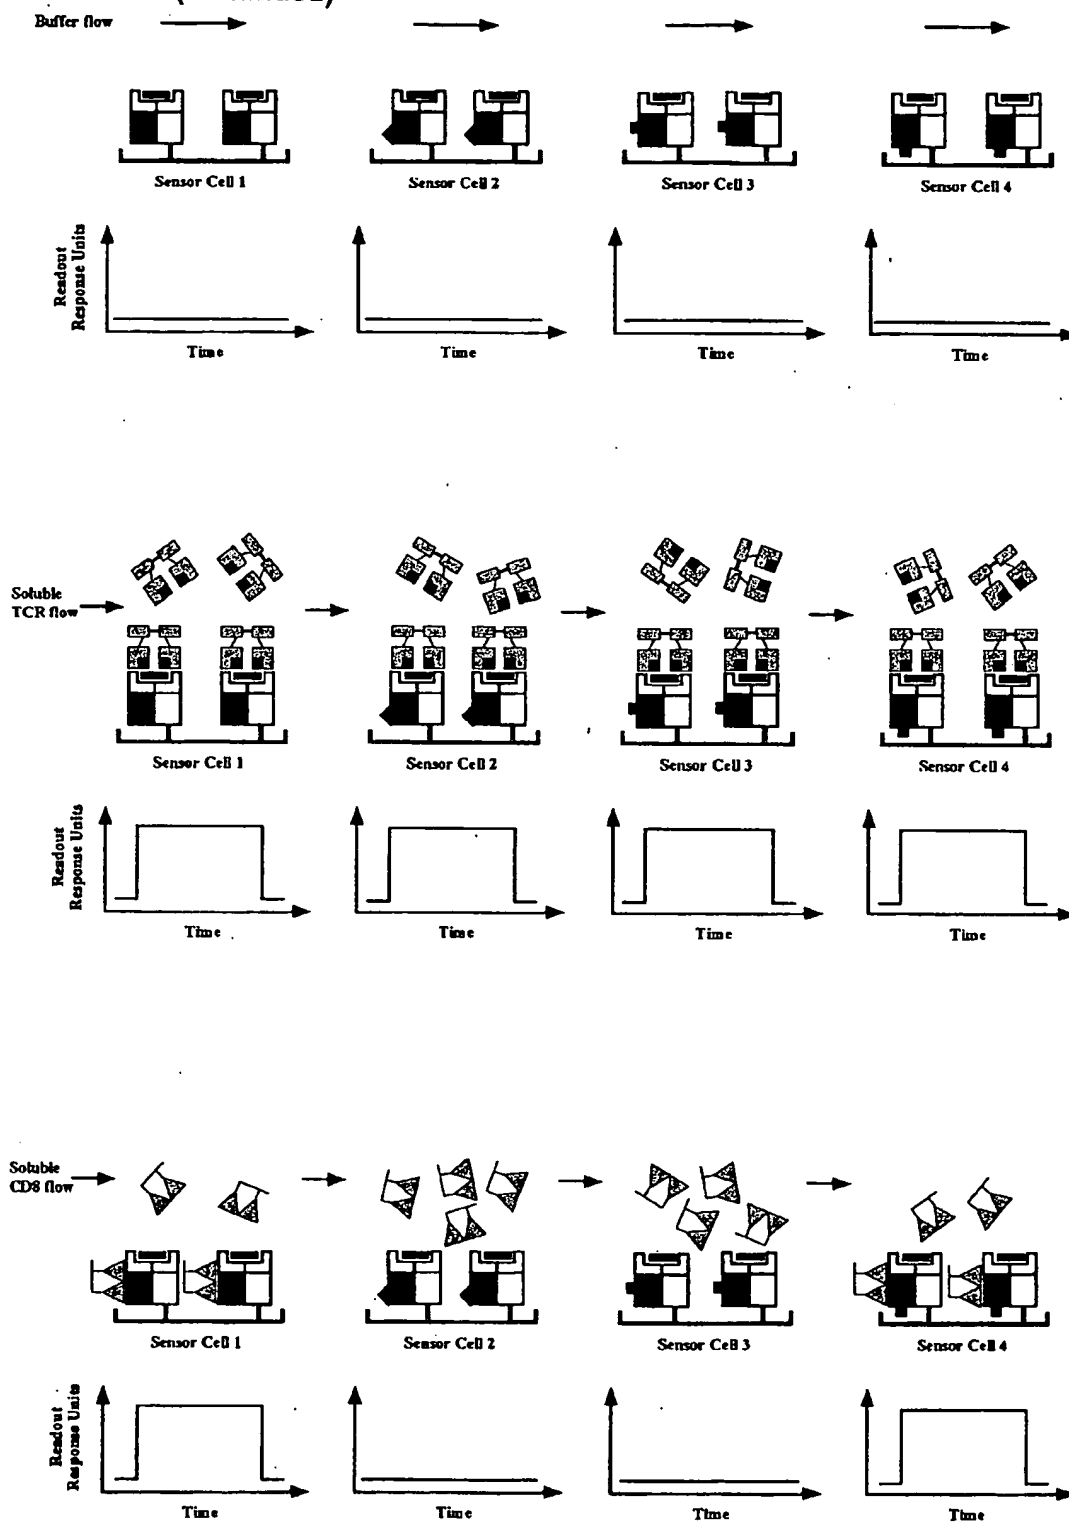 Buffer flow
Sensor Cell 1
Sensor Cell 2
Sensor Cell 3
Sensor Cell 4
Readout
Response Units
Time
Time
Time
Time
Soluble
TCR flow
Sensor Cell 1
Sensor Cell 2
Sensor Cell 3
Sensor Cell 4
Readout
Response Units
Time
Time
Time
Time
Soluble
CD8 flow
Sensor Cell 1
Sensor Cell 2
Sensor Cell 3
Sensor Cell 4
Readout
Response Units
Time
Time
Time
Time